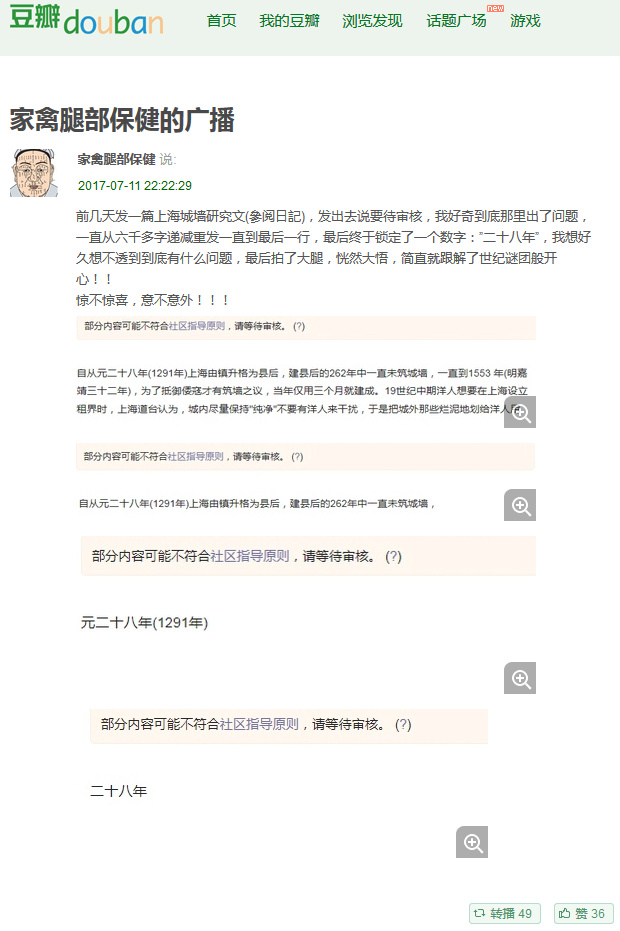 豆瓣douban 首页 我的豆瓣 浏览发现 话题广场 new 游戏
家禽腿部保健的广播
家禽腿部保健 说:
2017-07-11 22:22:29
前几天发一篇上海城墙研究文(參阅日記)，发出去说要待审核，我好奇到底那里出了问题，
一直从六千多字递减重发一直到最后一行，最后终于锁定了一个数字：”二十八年”，我想好
久想不透到到底有什么问题，最后拍了大腿，恍然大悟，简直就跟解了世纪谜团般开
心！！
惊不惊喜，意不意外！！！
部分内容可能不符合社区指导原则，请等待审核。 (?)
自从元二十八年(1291年)上海由镇升格为县后，建县后的262年中一直未筑城墙，一直到1553 年(明嘉
靖三十二年)，为了抵御倭寇才有筑墙之议，当年仅用三个月就建成。19世纪中期洋人想要在上海设立
租界时，上海道台认为，城内尽量保持"纯净"不要有洋人来干扰，于是把城外那些烂泥地划给洋人
部分内容可能不符合社区指导原则，请等待审核。 (?)
自从元二十八年(1291年)上海由镇升格为县后，建县后的262年中一直未筑城墙，
部分内容可能不符合社区指导原则，请等待审核。 (?)
元二十八年(1291年)
部分内容可能不符合社区指导原则，请等待审核。 (?)
二十八年
转播 49 赞 36